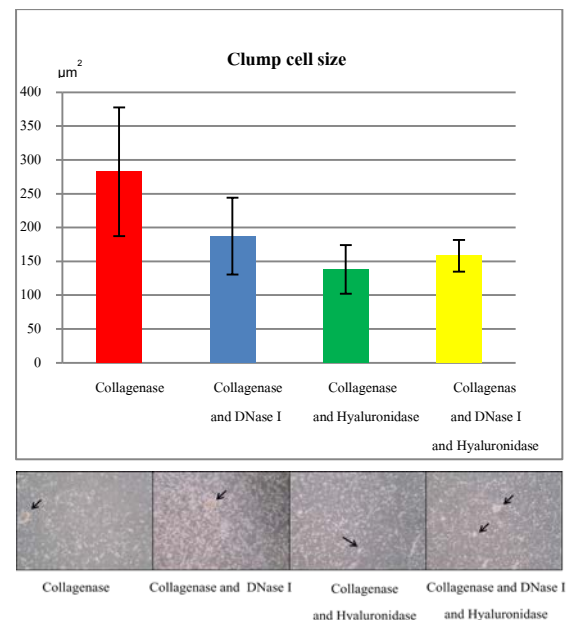 Clump cell size
µm2
400
350
300
250
200
150
100
50
0
Collagenase
Collagenase
and DNase I
Collagenase
and Hyaluronidase
Collagenas
and DNase I
and Hyaluronidase
Collagenase
Collagenase and DNase I
Collagenase
and Hyaluronidase
Collagenase and DNase I
and Hyaluronidase